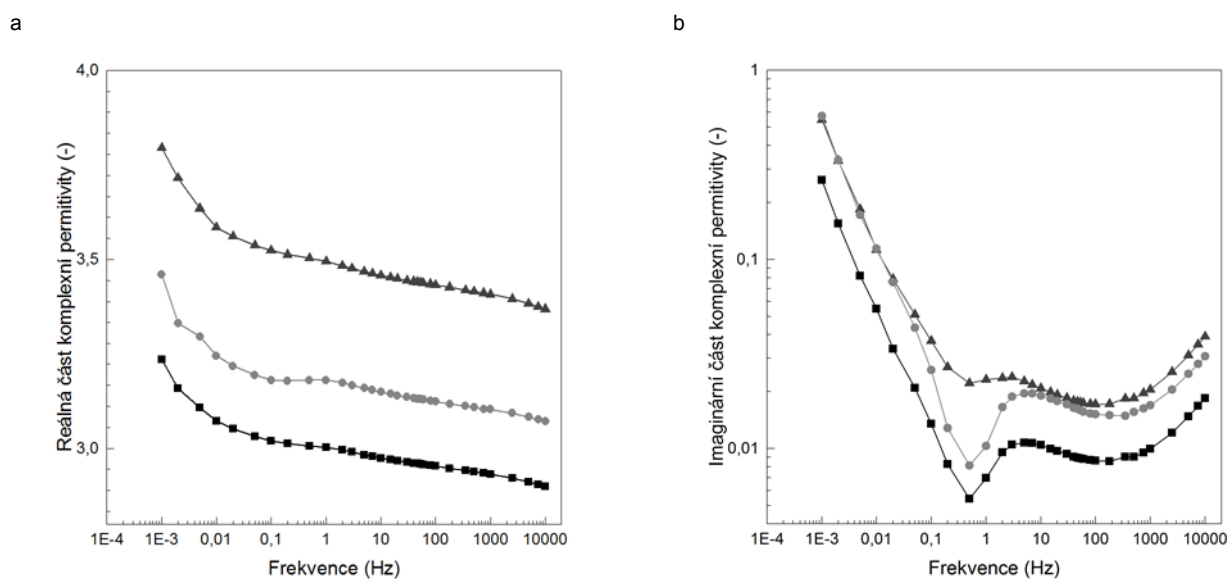 a
b
4,0
3,5
3,0
Reálná část komplexní permitivity (-)
1E-4 1E-3 0,01 0,1 1 10 100 1000 10000
Frekvence (Hz)
1
0,1
0,01
Imaginární část komplexní permitivity (-)
1E-4 1E-3 0,01 0,1 1 10 100 1000 10000
Frekvence (Hz)